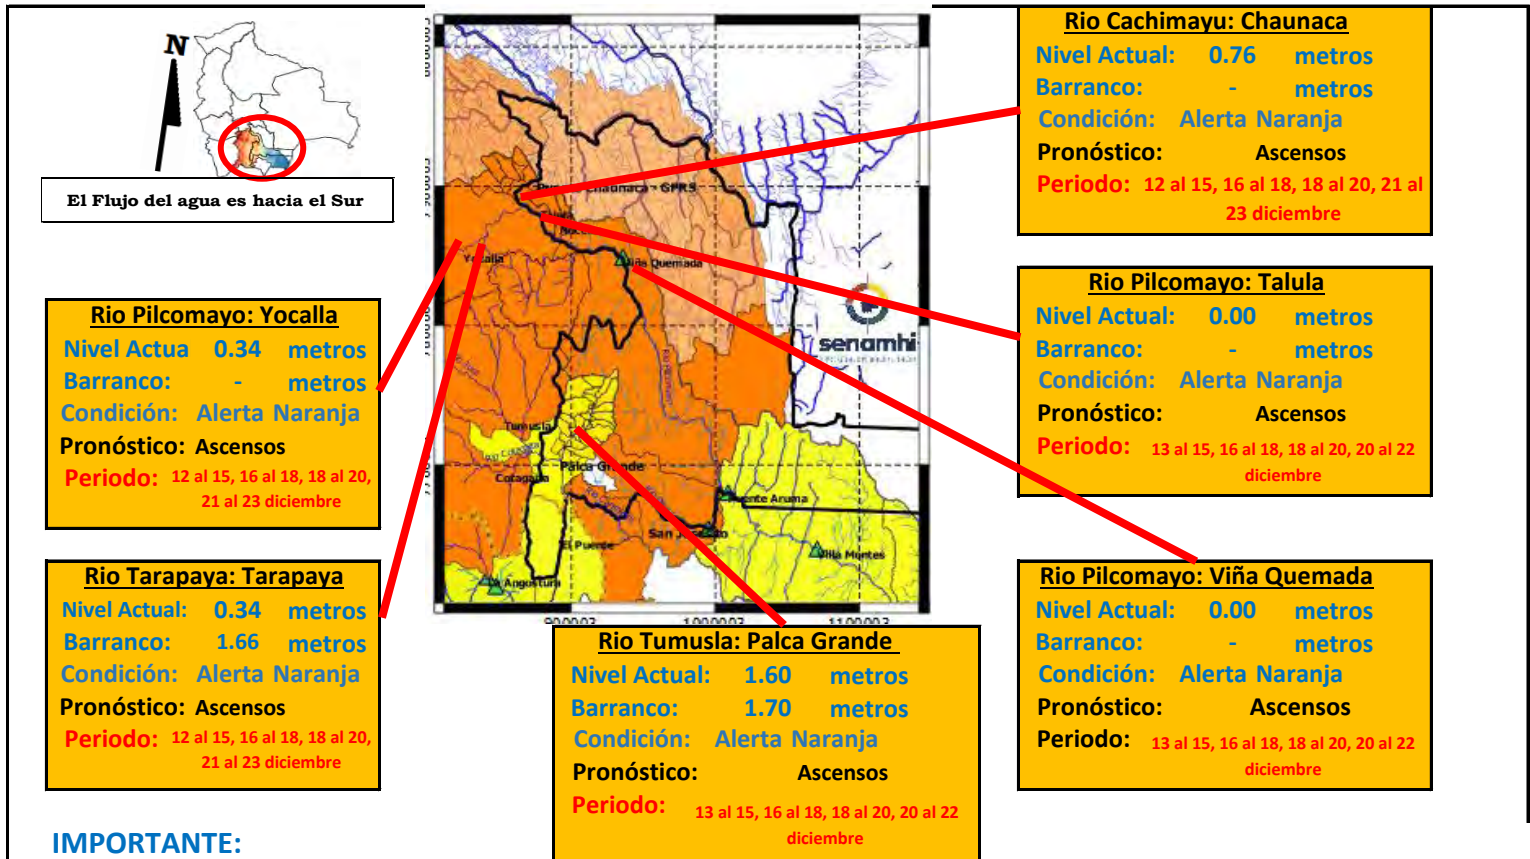 N
El Flujo del agua es hacia el Sur
Rio Pilcomayo: Yocalla
Nivel Actua 0.34 metros
Barranco: - metros
Condición: Alerta Naranja
Pronóstico: Ascensos
Periodo: 12 al 15, 16 al 18, 18 al 20,
21 al 23 diciembre
Rio Tarapaya: Tarapaya
Nivel Actual: 0.34 metros
Barranco: 1.66 metros
Condición: Alerta Naranja
Pronóstico: Ascensos
Periodo: 12 al 15, 16 al 18, 18 al 20,
21 al 23 diciembre
Chaunaca - GPRS
Yocalla
Viña Quemada
senamhi
Tumusla
Palca Grande
Cotagaita
Puente Aruma
San Josecito
El Puente
Villa Montes
Angostura
900003 1000003 1100003
Rio Tumusla: Palca Grande
Nivel Actual: 1.60 metros
Barranco: 1.70 metros
Condición: Alerta Naranja
Pronóstico: Ascensos
Periodo: 13 al 15, 16 al 18, 18 al 20, 20 al 22
diciembre
Rio Cachimayu: Chaunaca
Nivel Actual: 0.76 metros
Barranco: - metros
Condición: Alerta Naranja
Pronóstico: Ascensos
Periodo: 12 al 15, 16 al 18, 18 al 20, 21 al
23 diciembre
Rio Pilcomayo: Talula
Nivel Actual: 0.00 metros
Barranco: - metros
Condición: Alerta Naranja
Pronóstico: Ascensos
Periodo: 13 al 15, 16 al 18, 18 al 20, 20 al 22
diciembre
Rio Pilcomayo: Viña Quemada
Nivel Actual: 0.00 metros
Barranco: - metros
Condición: Alerta Naranja
Pronóstico: Ascensos
Periodo: 13 al 15, 16 al 18, 18 al 20, 20 al 22
diciembre
IMPORTANTE: